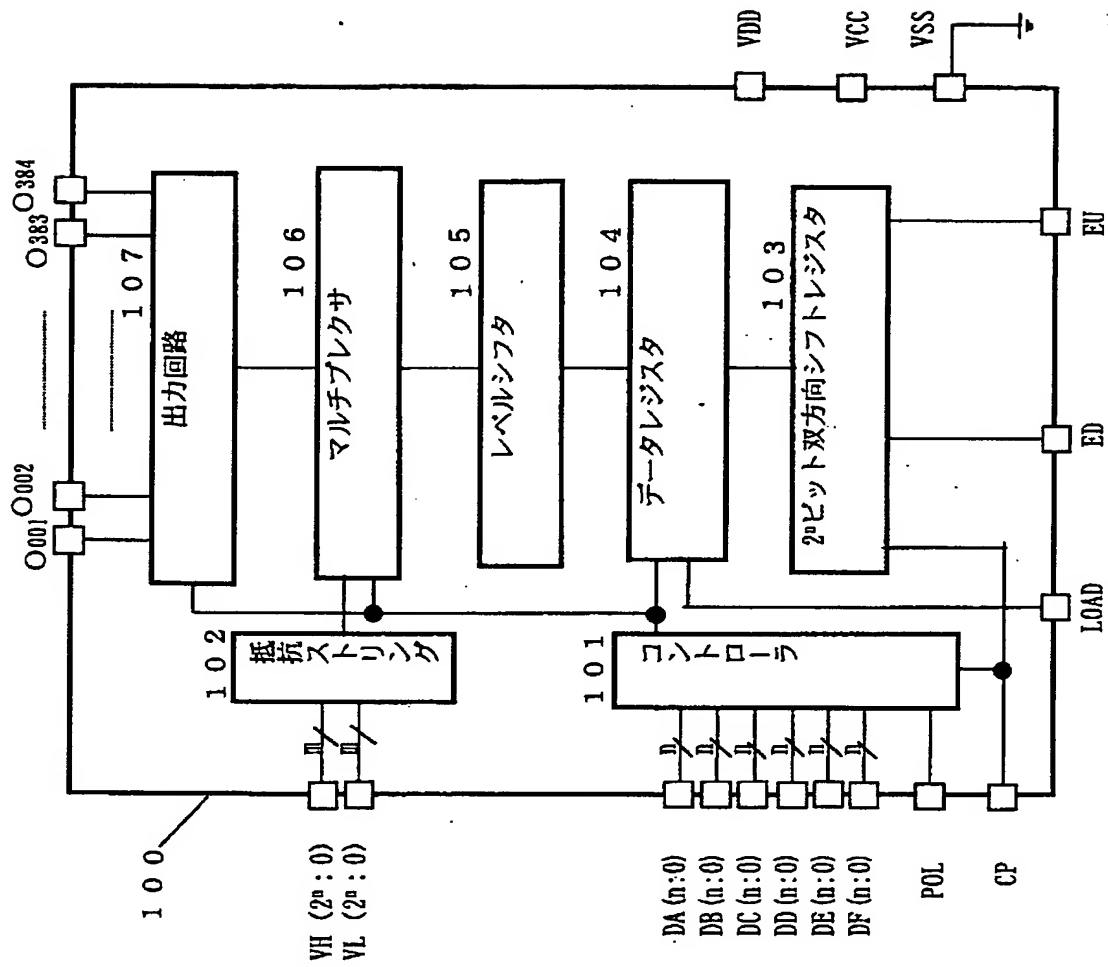 O001
O002
O383
O384
107
出力回路
106
マルチプレクサ
105
レベルシフタ
104
データレジスタ
103
2ⁿビット双方向シフトレジスタ
102
抵抗ストリング
101
コントローラ
100
VH (2ⁿ:0)
VL (2ⁿ:0)
m
m
DA(n:0)
DB(n:0)
DC(n:0)
DD(n:0)
DE(n:0)
DF(n:0)
n
n
n
n
n
n
POL
CP
LOAD
ED
EU
VDD
VCC
VSS